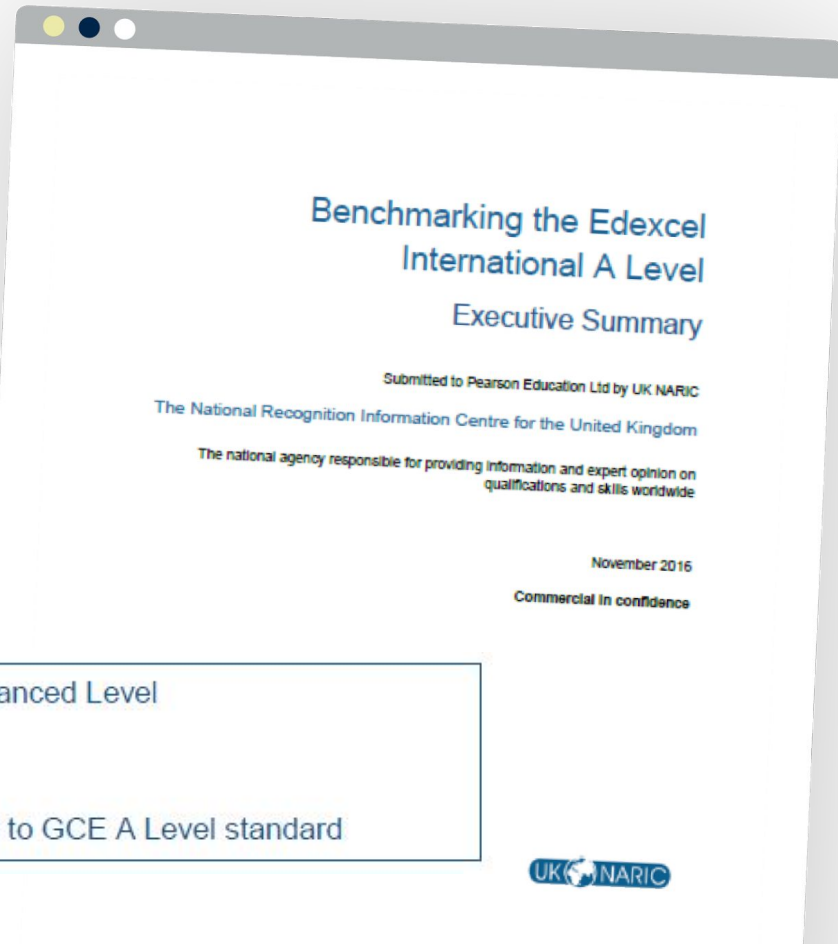 Benchmarking the Edexcel
International A Level
Executive Summary
Submitted to Pearson Education Ltd by UK NARIC
The National Recognition Information Centre for the United Kingdom
The national agency responsible for providing information and expert opinion on
qualifications and skills worldwide
November 2016
Commercial in confidence
anced Level
to GCE A Level standard
UK NARIC